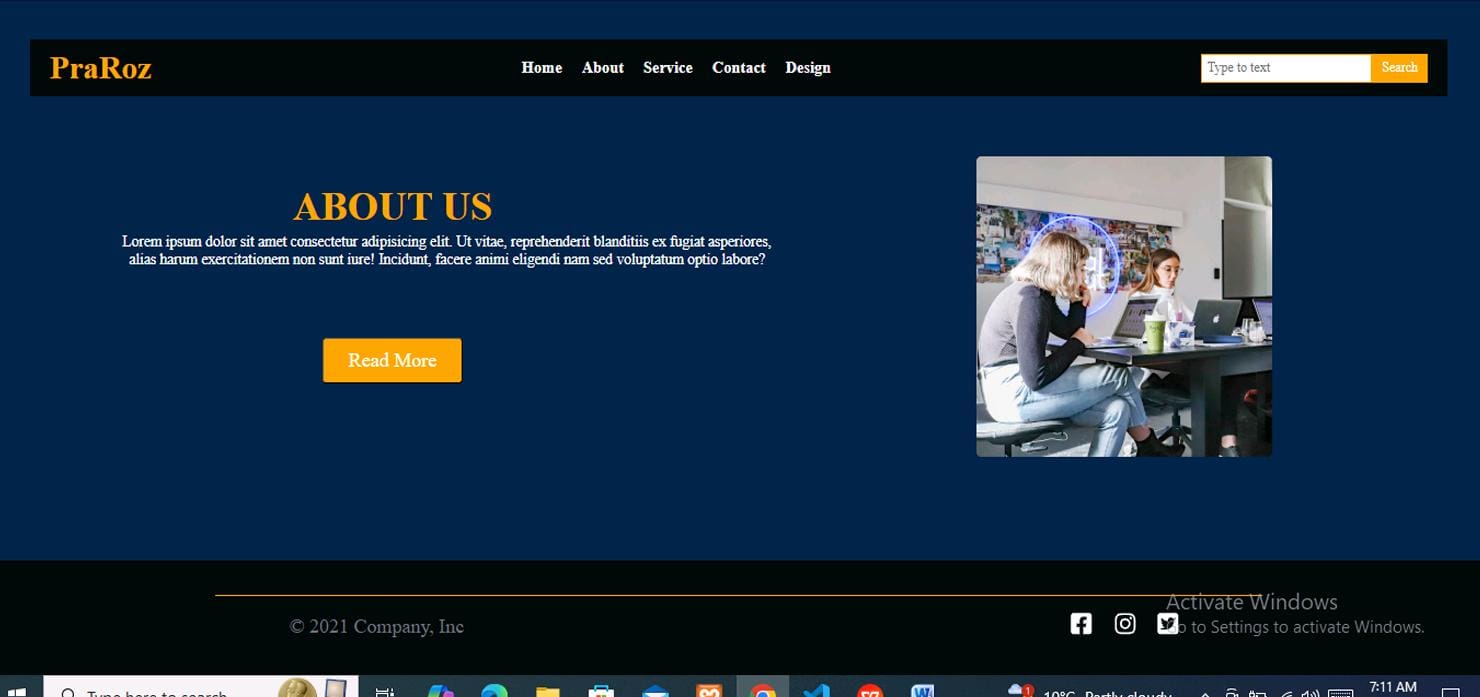 PraRoz
Home About Service Contact Design
Type to text Search
ABOUT US
Lorem ipsum dolor sit amet consectetur adipisicing elit. Ut vitae, reprehenderit blanditiis ex fugiat asperiores,
alias harum exercitationem non sunt iure! Incidunt, facere animi eligendi nam sed voluptatum optio labore?
Read More
Activate Windows
© 2021 Company, Inc
to Settings to activate Windows.
Type here to search
1
10°C Partly cloudy
7:11 AM